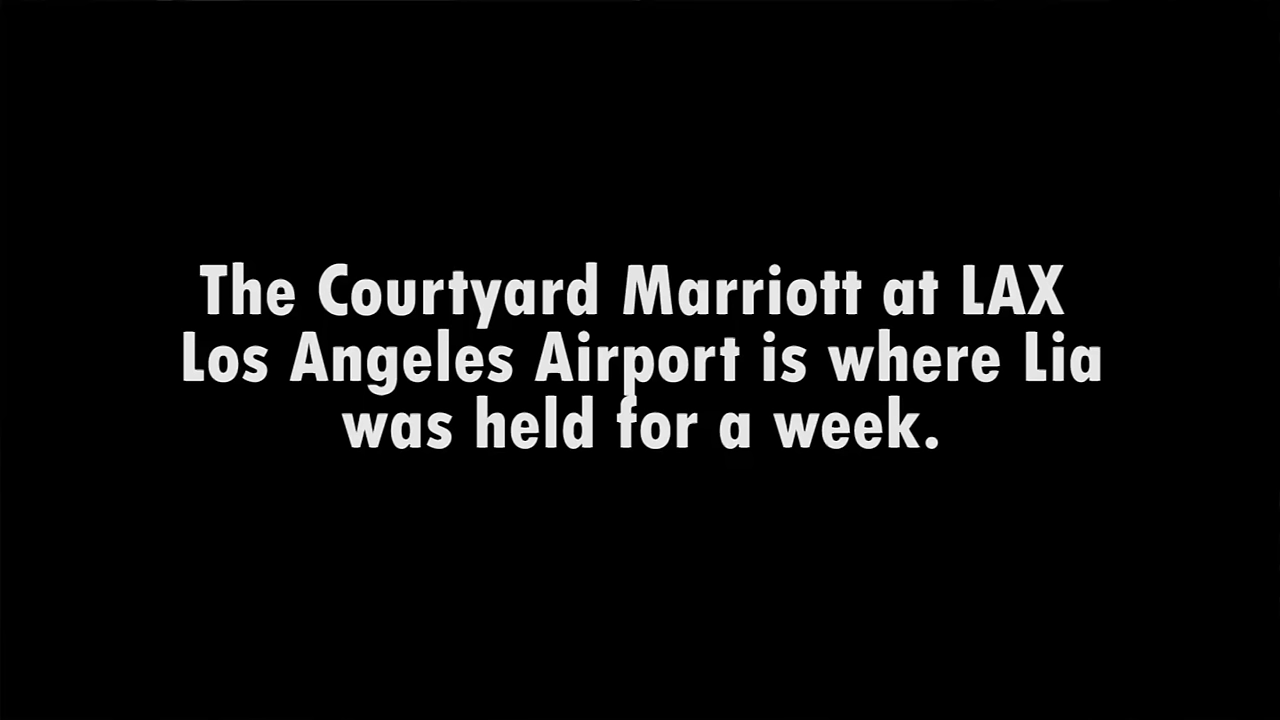 The Courtyard Marriott at LAX
Los Angeles Airport is where Lia
was held for a week.